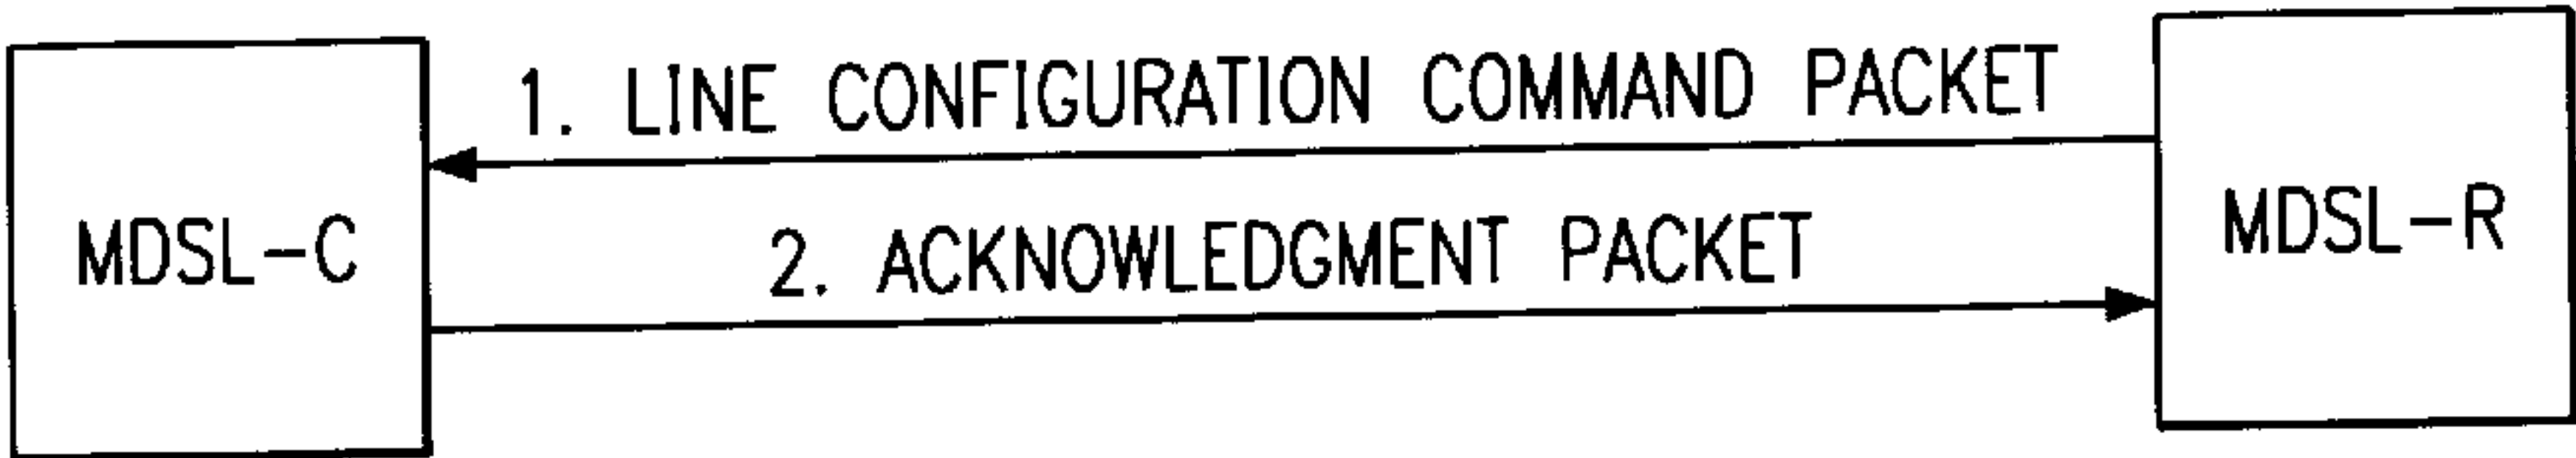 1. LINE CONFIGURATION COMMAND PACKET
MDSL-C
2. ACKNOWLEDGMENT PACKET
MDSL-R